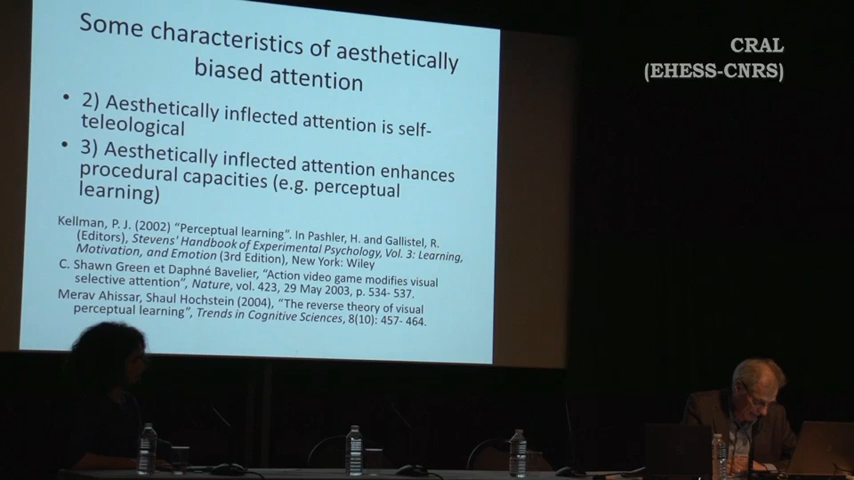 Some characteristics of aesthetically
biased attention
• 2) Aesthetically inflected attention is self-
teleological
• 3) Aesthetically inflected attention enhances
procedural capacities (e.g. perceptual
learning)
Kellman, P. J. (2002) “Perceptual learning”. In Pashler, H. and Gallistel, R.
(Editors), Stevens’ Handbook of Experimental Psychology, Vol. 3: Learning,
Motivation, and Emotion (3rd Edition), New York: Wiley
C. Shawn Green et Daphné Bavelier, “Action video game modifies visual
selective attention”, Nature, vol. 423, 29 May 2003, p. 534- 537.
Merav Ahissar, Shaul Hochstein (2004), “The reverse theory of visual
perceptual learning”, Trends in Cognitive Sciences, 8(10): 457- 464.
CRAL
(EHESS-CNRS)